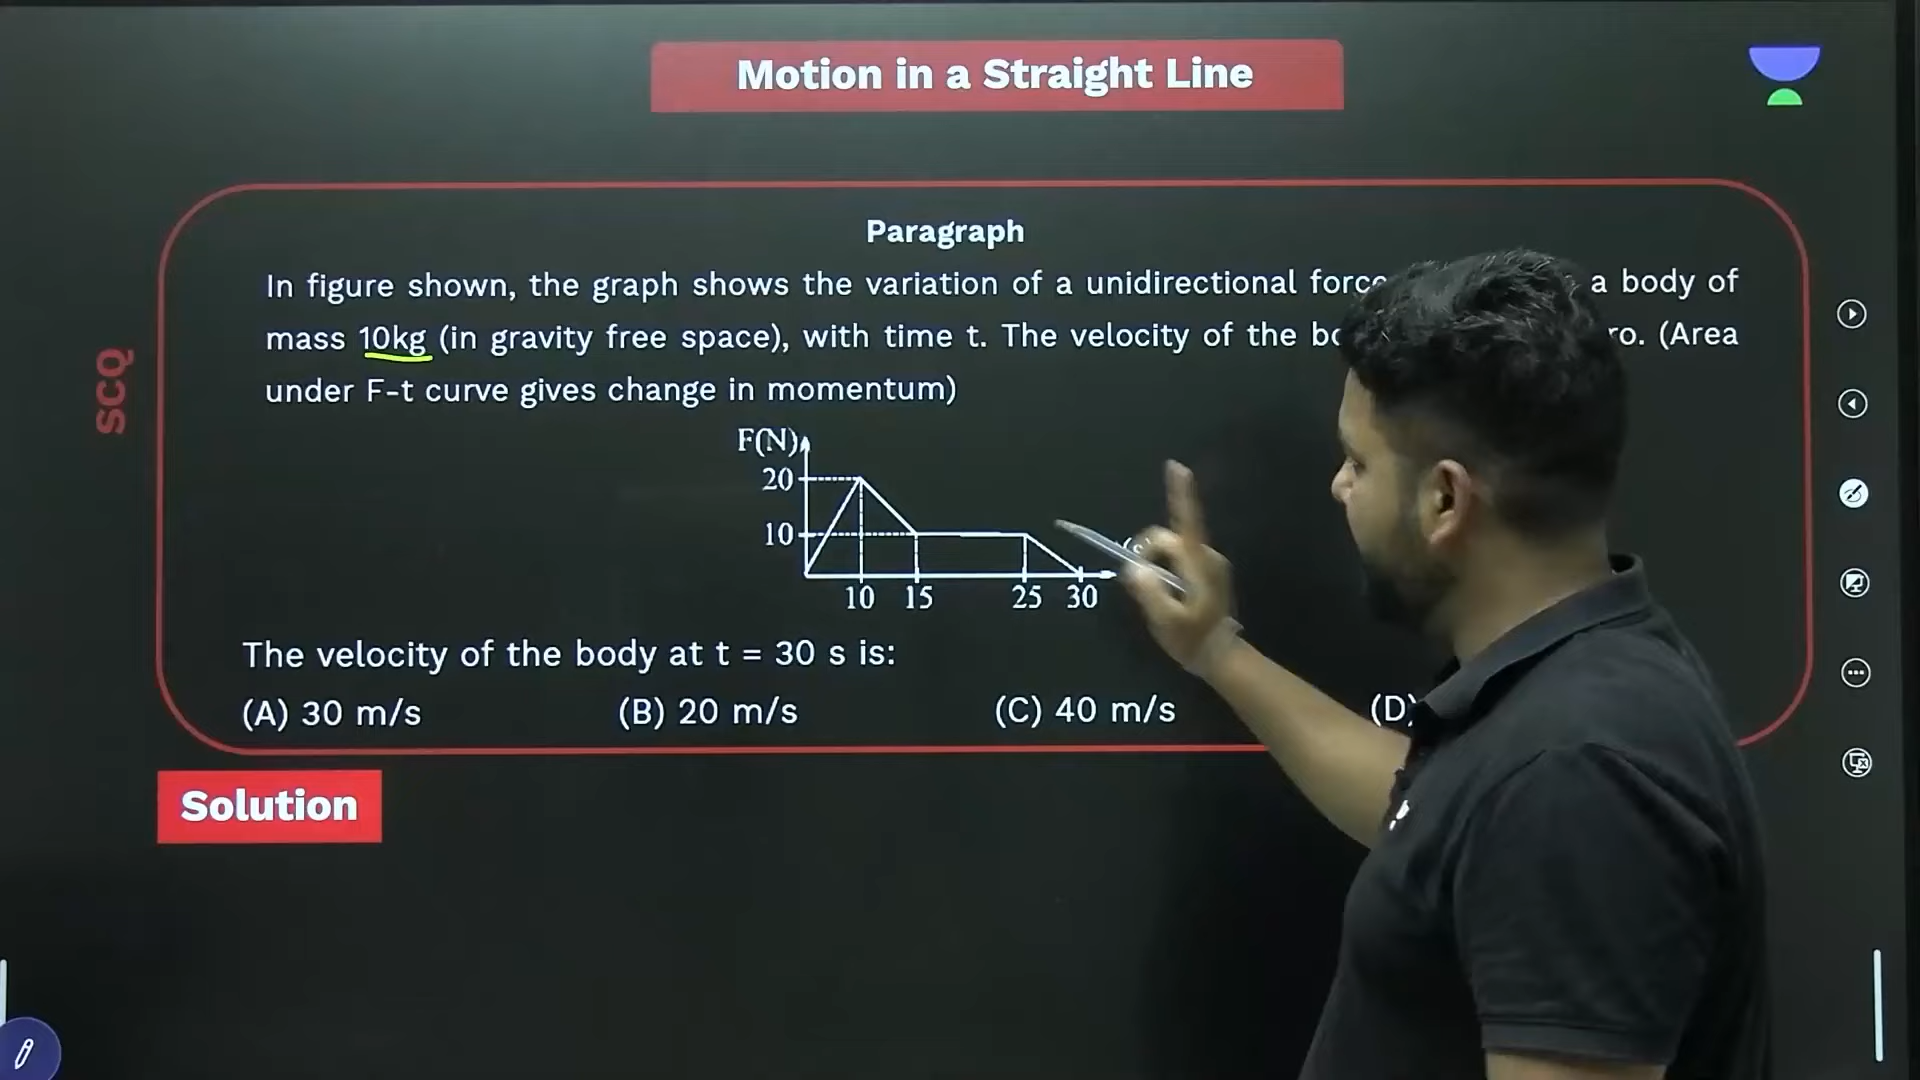 Motion in a Straight Line
Paragraph
In figure shown, the graph shows the variation of a unidirectional force a body of
mass 10kg (in gravity free space), with time t. The velocity of the (Area
under F-t curve gives change in momentum)
F(N)
20
10
10 15 25 30
The velocity of the body at t = 30 s is:
(A) 30 m/s (B) 20 m/s (C) 40 m/s (D)
SCQ
Solution